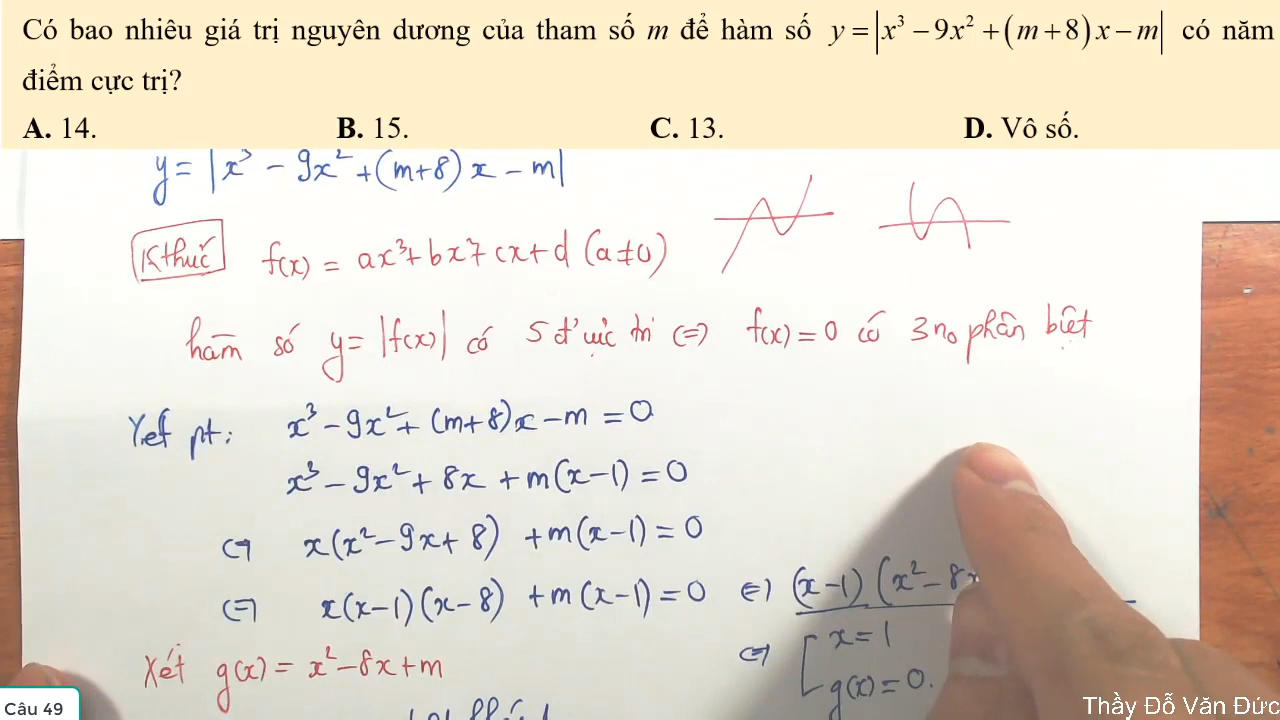 Có bao nhiêu giá trị nguyên dương của tham số m để hàm số y = |x³ − 9x² + (m + 8)x − m| có năm
điểm cực trị?
A. 14. B. 15. C. 13. D. Vô số.
y = |x³ − 9x² + (m+8)x − m|
K thức f(x) = ax³ + bx² + cx + d (a ≠ 0)
hàm số y = |f(x)| có 5 đ' cực trị ⇔ f(x) = 0 có 3 n₀ phân biệt
Xét pt: x³ − 9x² + (m+8)x − m = 0
x³ − 9x² + 8x + m(x−1) = 0
⇔ x(x² − 9x + 8) + m(x−1) = 0
⇔ x(x−1)(x−8) + m(x−1) = 0 ⇔ (x−1)(x² − 8x
⇔ [ x = 1
g(x) = 0.
Xét g(x) = x² − 8x + m
Câu 49
Thầy Đỗ Văn Đức